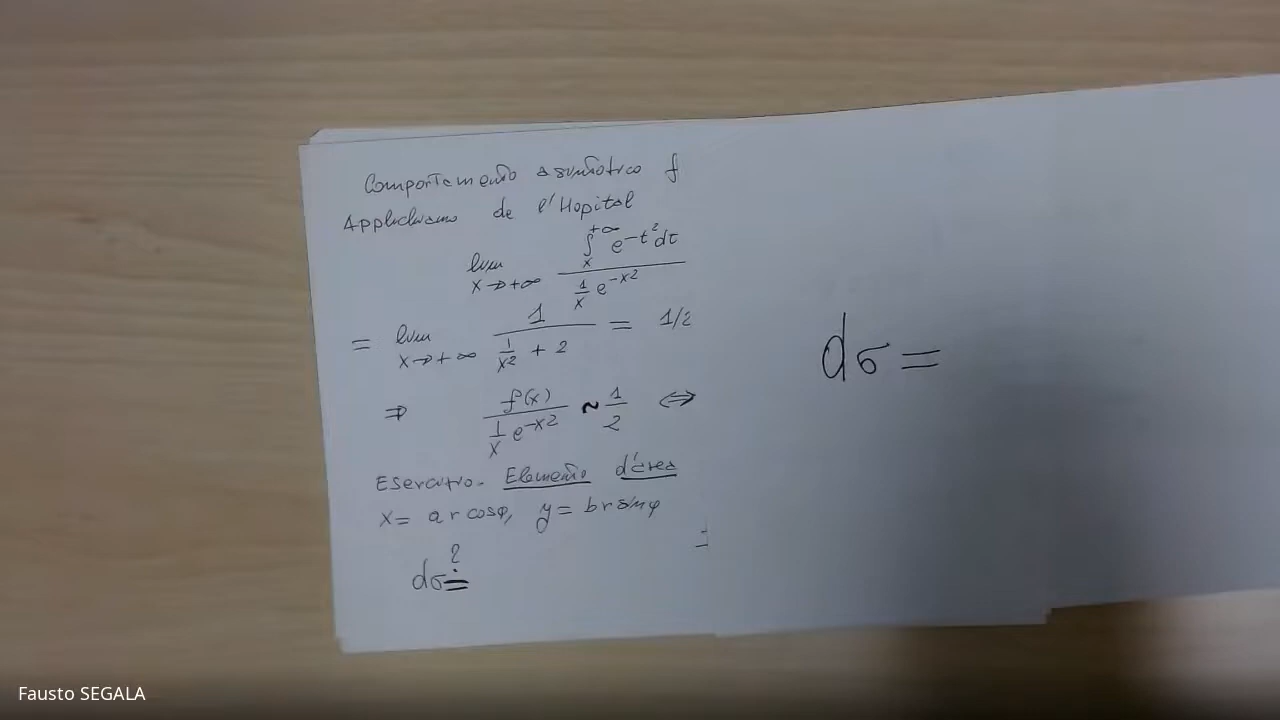 Comportamento asintotico f
Applichiamo de l'Hopital
lim x→+∞ ∫ₓ^{+∞} e^{-t²}dt / (1/x e^{-x²})
= lim x→+∞ 1 / (1/x² + 2) = 1/2
⇒ f(x) / (1/x e^{-x²}) ~ 1/2 ⇔
Esercizio. Elemento d'area
x= a r cosφ, y= b r sinφ
dσ = ?
dσ =
Fausto SEGALA